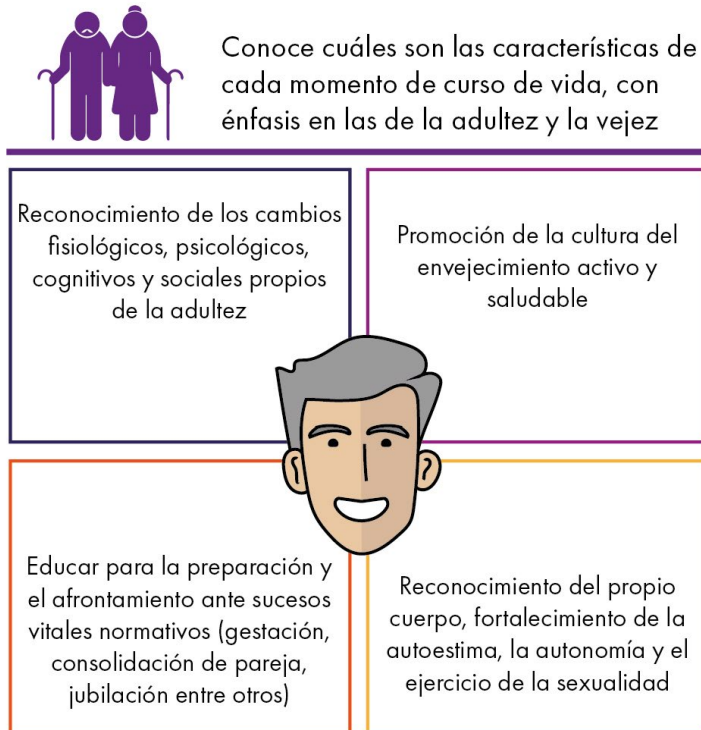 Conoce cuáles son las características de
cada momento de curso de vida, con
énfasis en las de la adultez y la vejez
Reconocimiento de los cambios
fisiológicos, psicológicos,
cognitivos y sociales propios
de la adultez
Promoción de la cultura del
envejecimiento activo y
saludable
Educar para la preparación y
el afrontamiento ante sucesos
vitales normativos (gestación,
consolidación de pareja,
jubilación entre otros)
Reconocimiento del propio
cuerpo, fortalecimiento de la
autoestima, la autonomía y el
ejercicio de la sexualidad